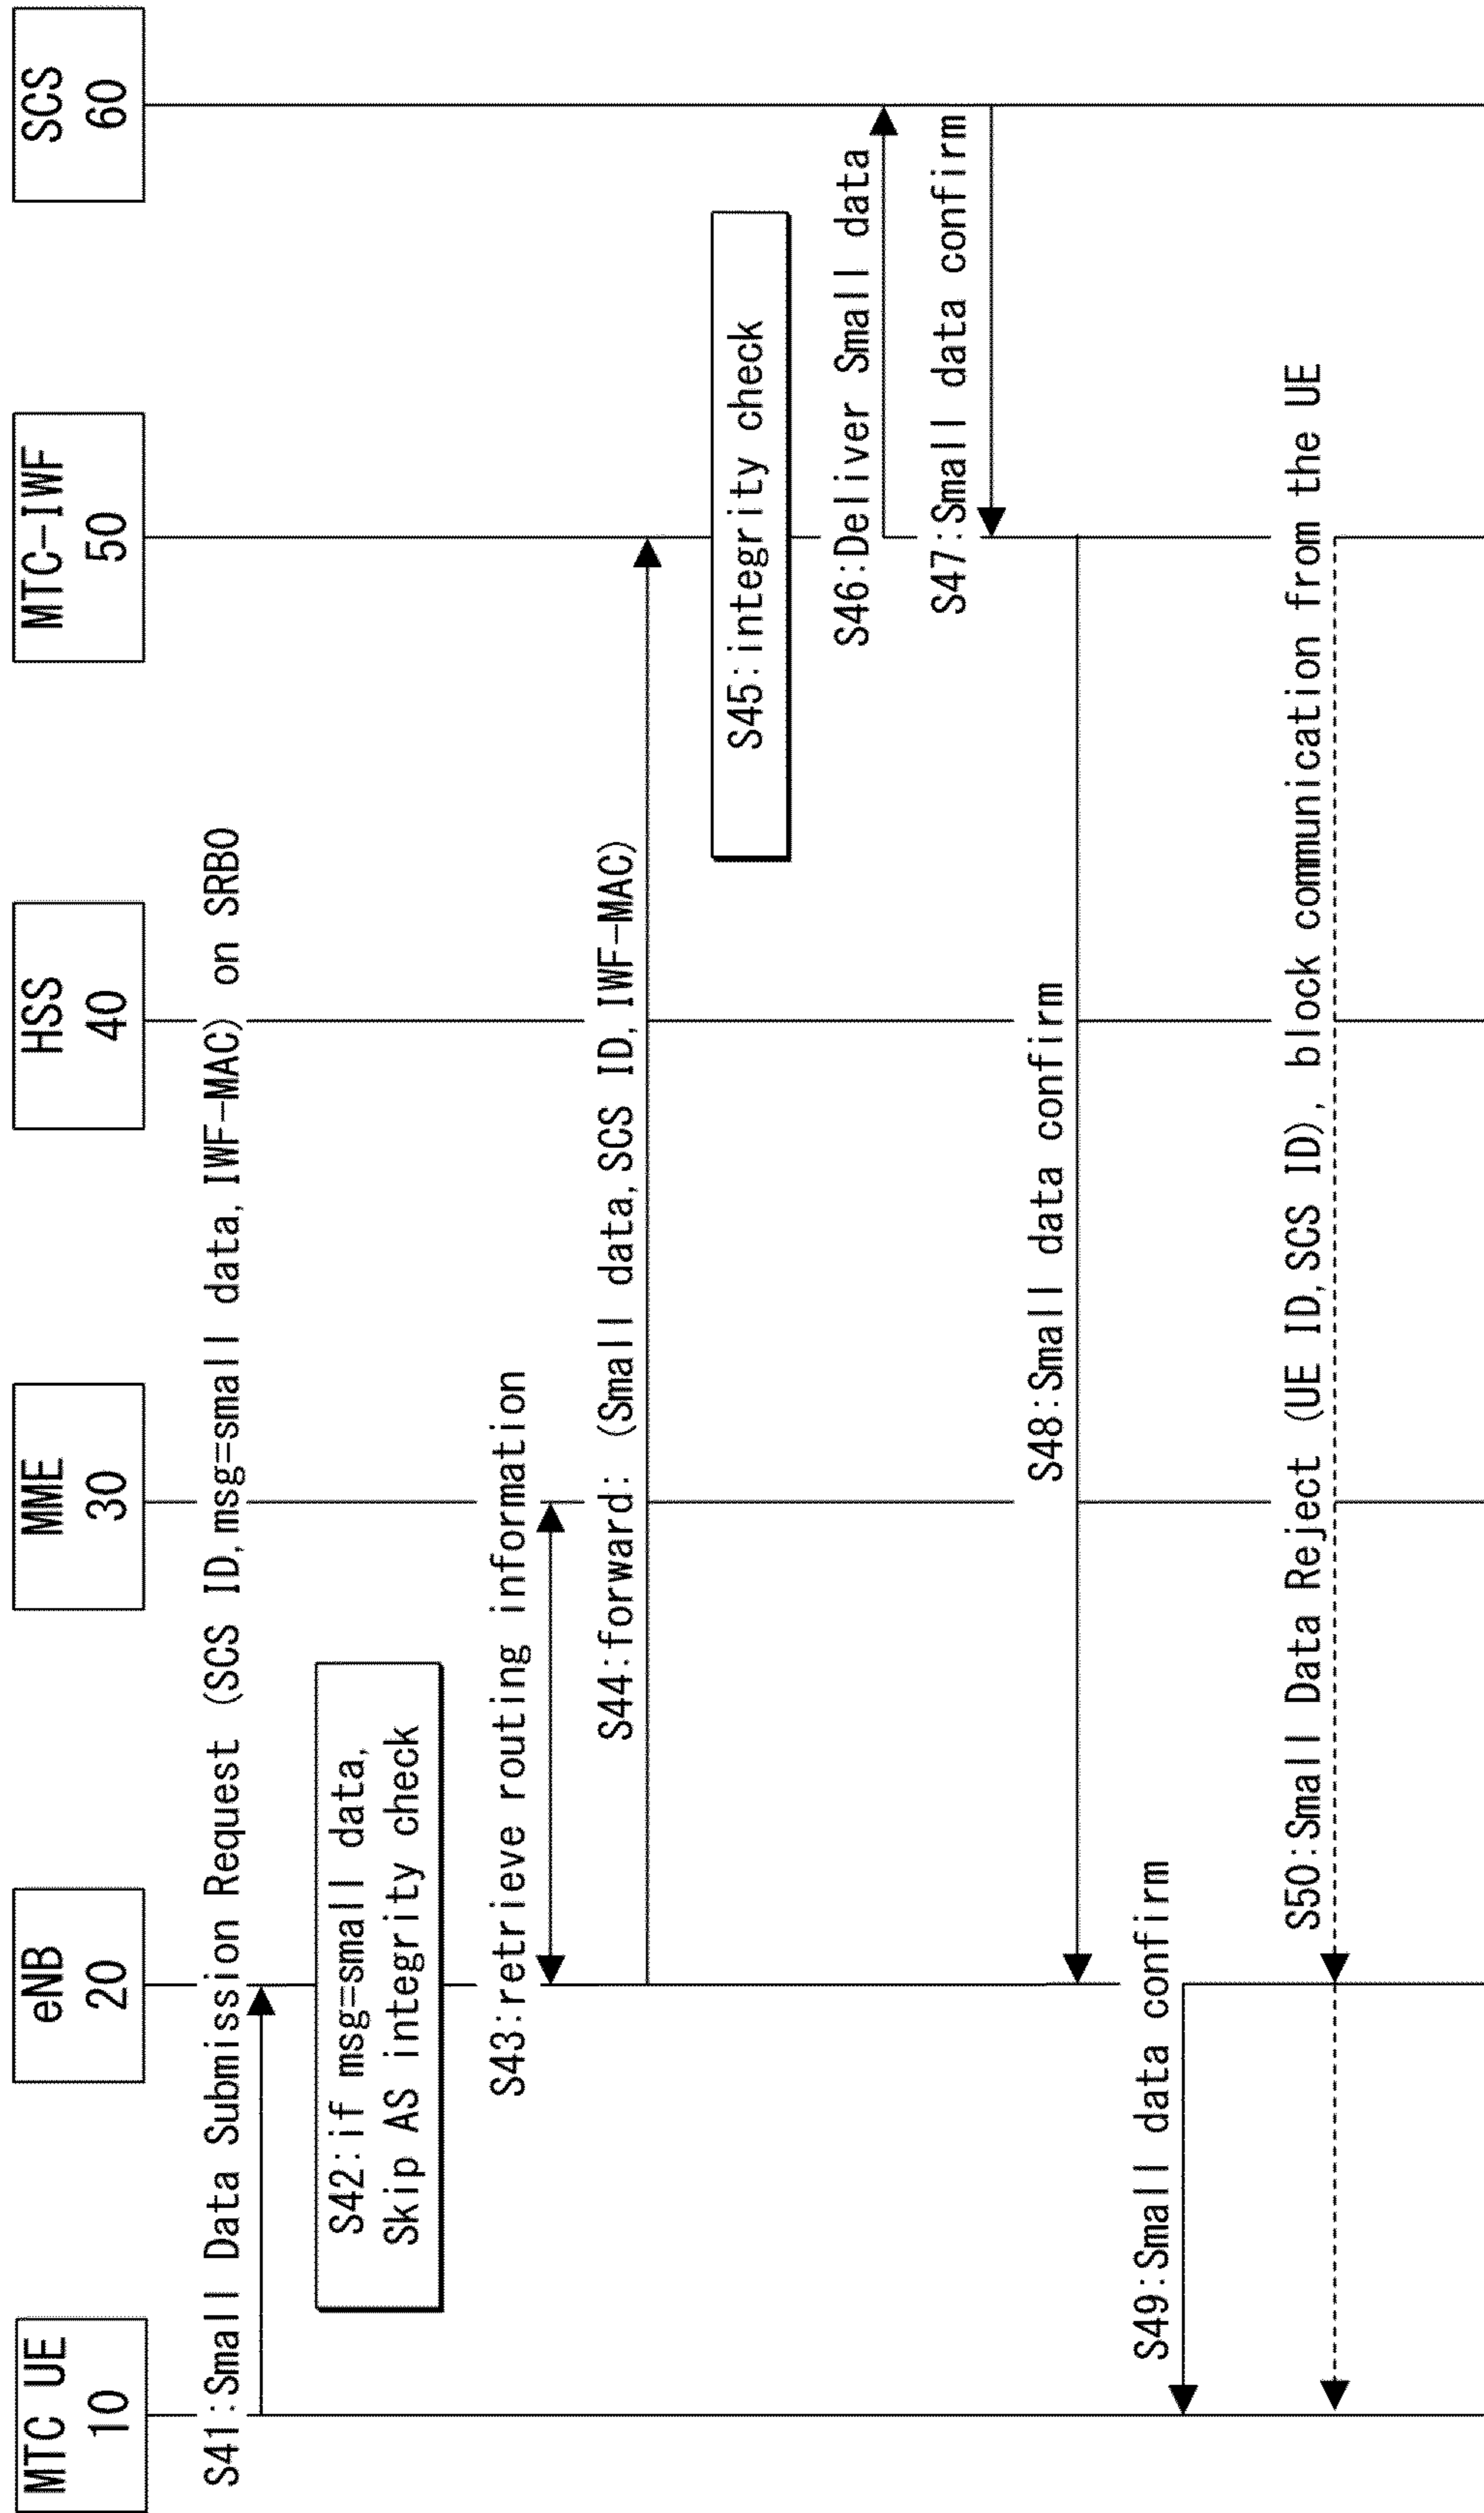 MTC UE
10
eNB
20
MME
30
HSS
40
MTC-IWF
50
SCS
60
S41:Small Data Submission Request (SCS ID, msg=small data, IWF-MAC) on SRB0
S42:if msg=small data,
Skip AS integrity check
S43:retrieve routing information
S44:forward: (Small data, SCS ID, IWF-MAC)
S45:integrity check
S46:Deliver Small data
S47:Small data confirm
S48:Small data confirm
S49:Small data confirm
S50:Small Data Reject (UE ID, SCS ID), block communication from the UE